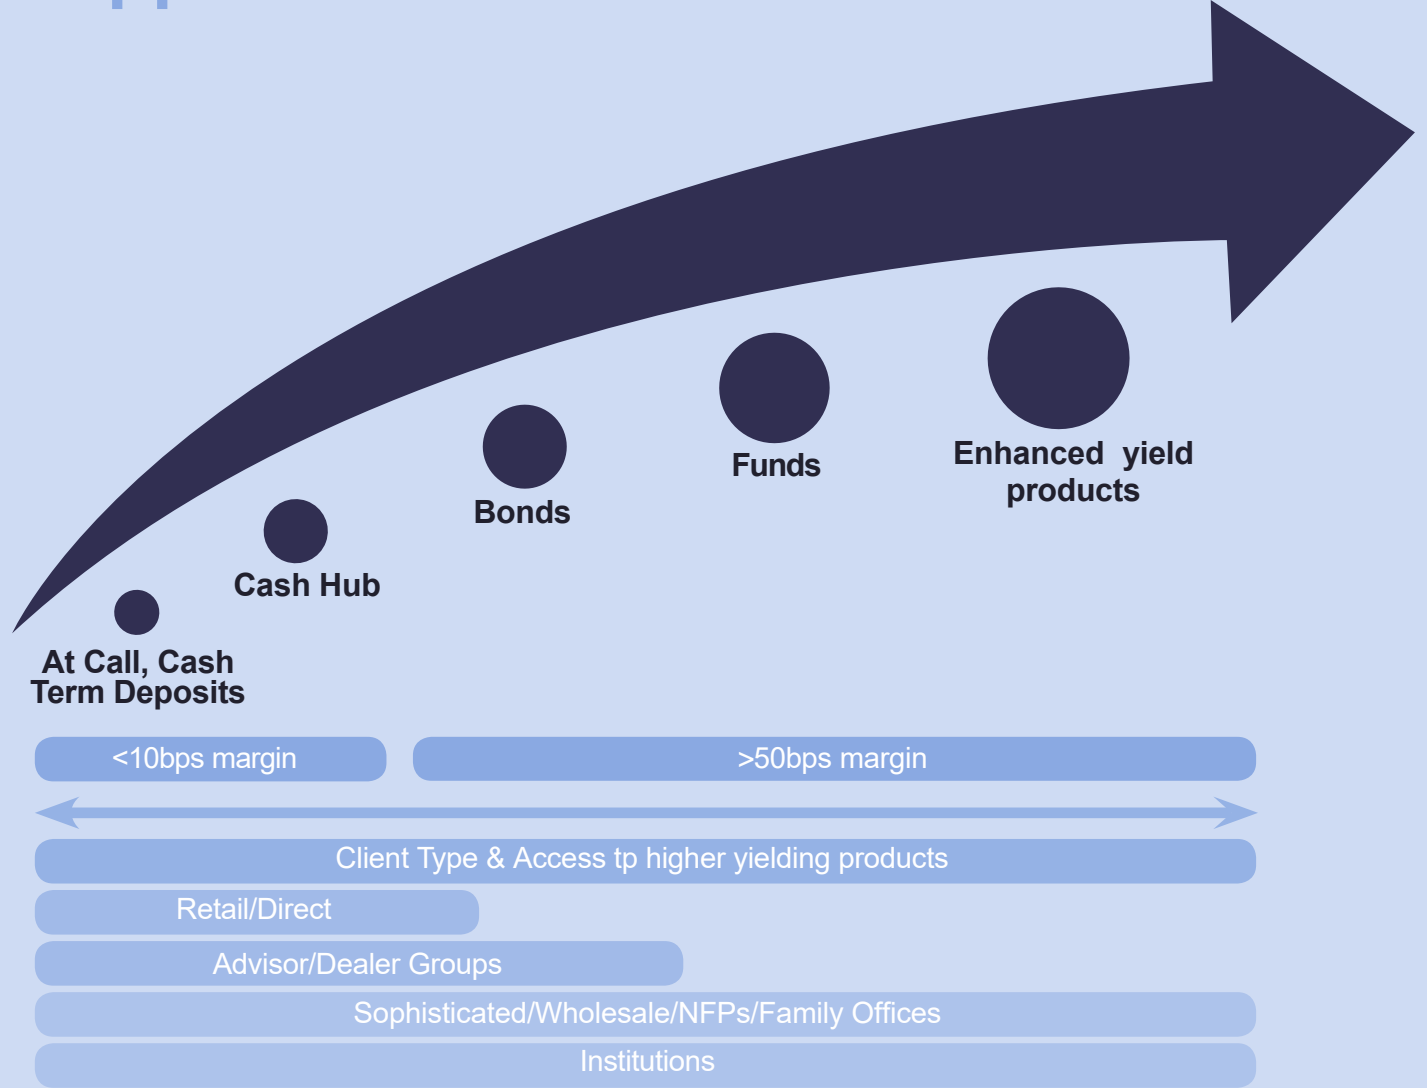 Enhanced yield
products
Funds
Bonds
Cash Hub
At Call, Cash
Term Deposits
<10bps margin
>50bps margin
Client Type & Access tp higher yielding products
Retail/Direct
Advisor/Dealer Groups
Sophisticated/Wholesale/NFPs/Family Offices
Institutions